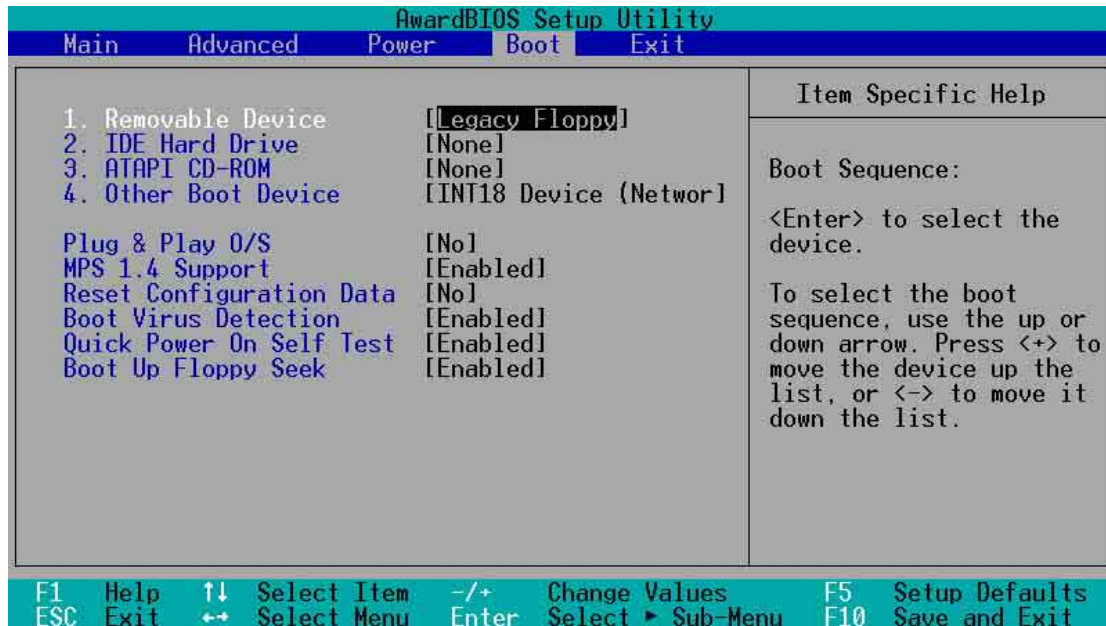 AwardBIOS Setup Utility
Main Advanced Power Boot Exit
1. Removable Device [Legacy Floppy]
2. IDE Hard Drive [None]
3. ATAPI CD-ROM [None]
4. Other Boot Device [INT18 Device (Networ]
Plug & Play O/S [No]
MPS 1.4 Support [Enabled]
Reset Configuration Data [No]
Boot Virus Detection [Enabled]
Quick Power On Self Test [Enabled]
Boot Up Floppy Seek [Enabled]
Item Specific Help
Boot Sequence:
<Enter> to select the
device.
To select the boot
sequence, use the up or
down arrow. Press <+> to
move the device up the
list, or <-> to move it
down the list.
F1 Help ↑↓ Select Item -/+ Change Values F5 Setup Defaults
ESC Exit ←→ Select Menu Enter Select ► Sub-Menu F10 Save and Exit